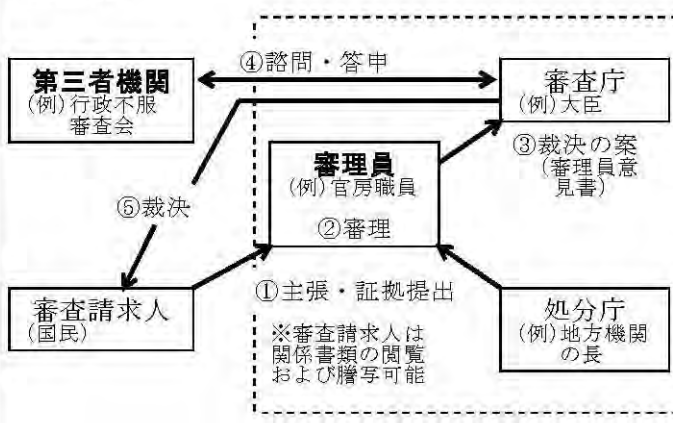 ④諮問・答申
第三者機関
(例)行政不服
審査会
審査庁
(例)大臣
③裁決の案
(審理員意
見書)
審理員
(例)官房職員
②審理
⑤裁決
①主張・証拠提出
審査請求人
(国民)
処分庁
(例)地方機関
の長
※審査請求人は
関係書類の閲覧
および謄写可能